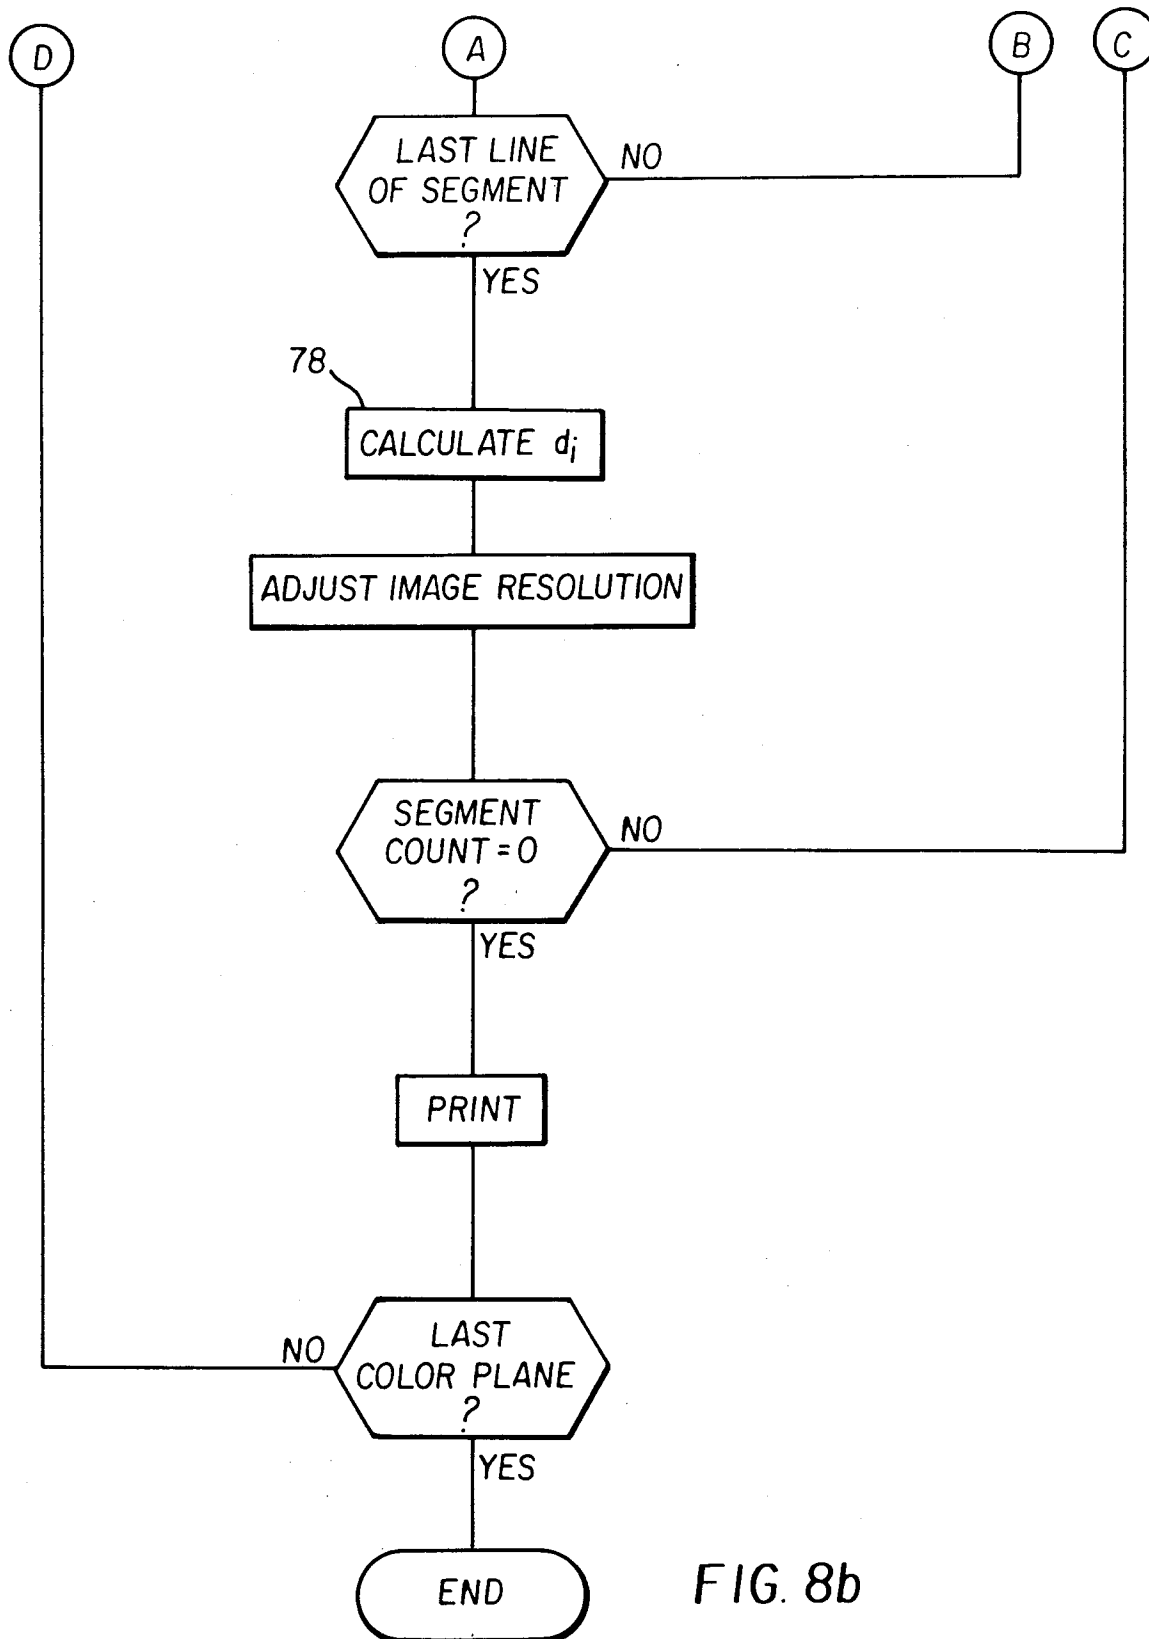 D
A
B
C
LAST LINE
OF SEGMENT
?
NO
YES
78
CALCULATE di
ADJUST IMAGE RESOLUTION
SEGMENT
COUNT = 0
?
NO
YES
PRINT
LAST
COLOR PLANE
?
NO
YES
END
FIG. 8b